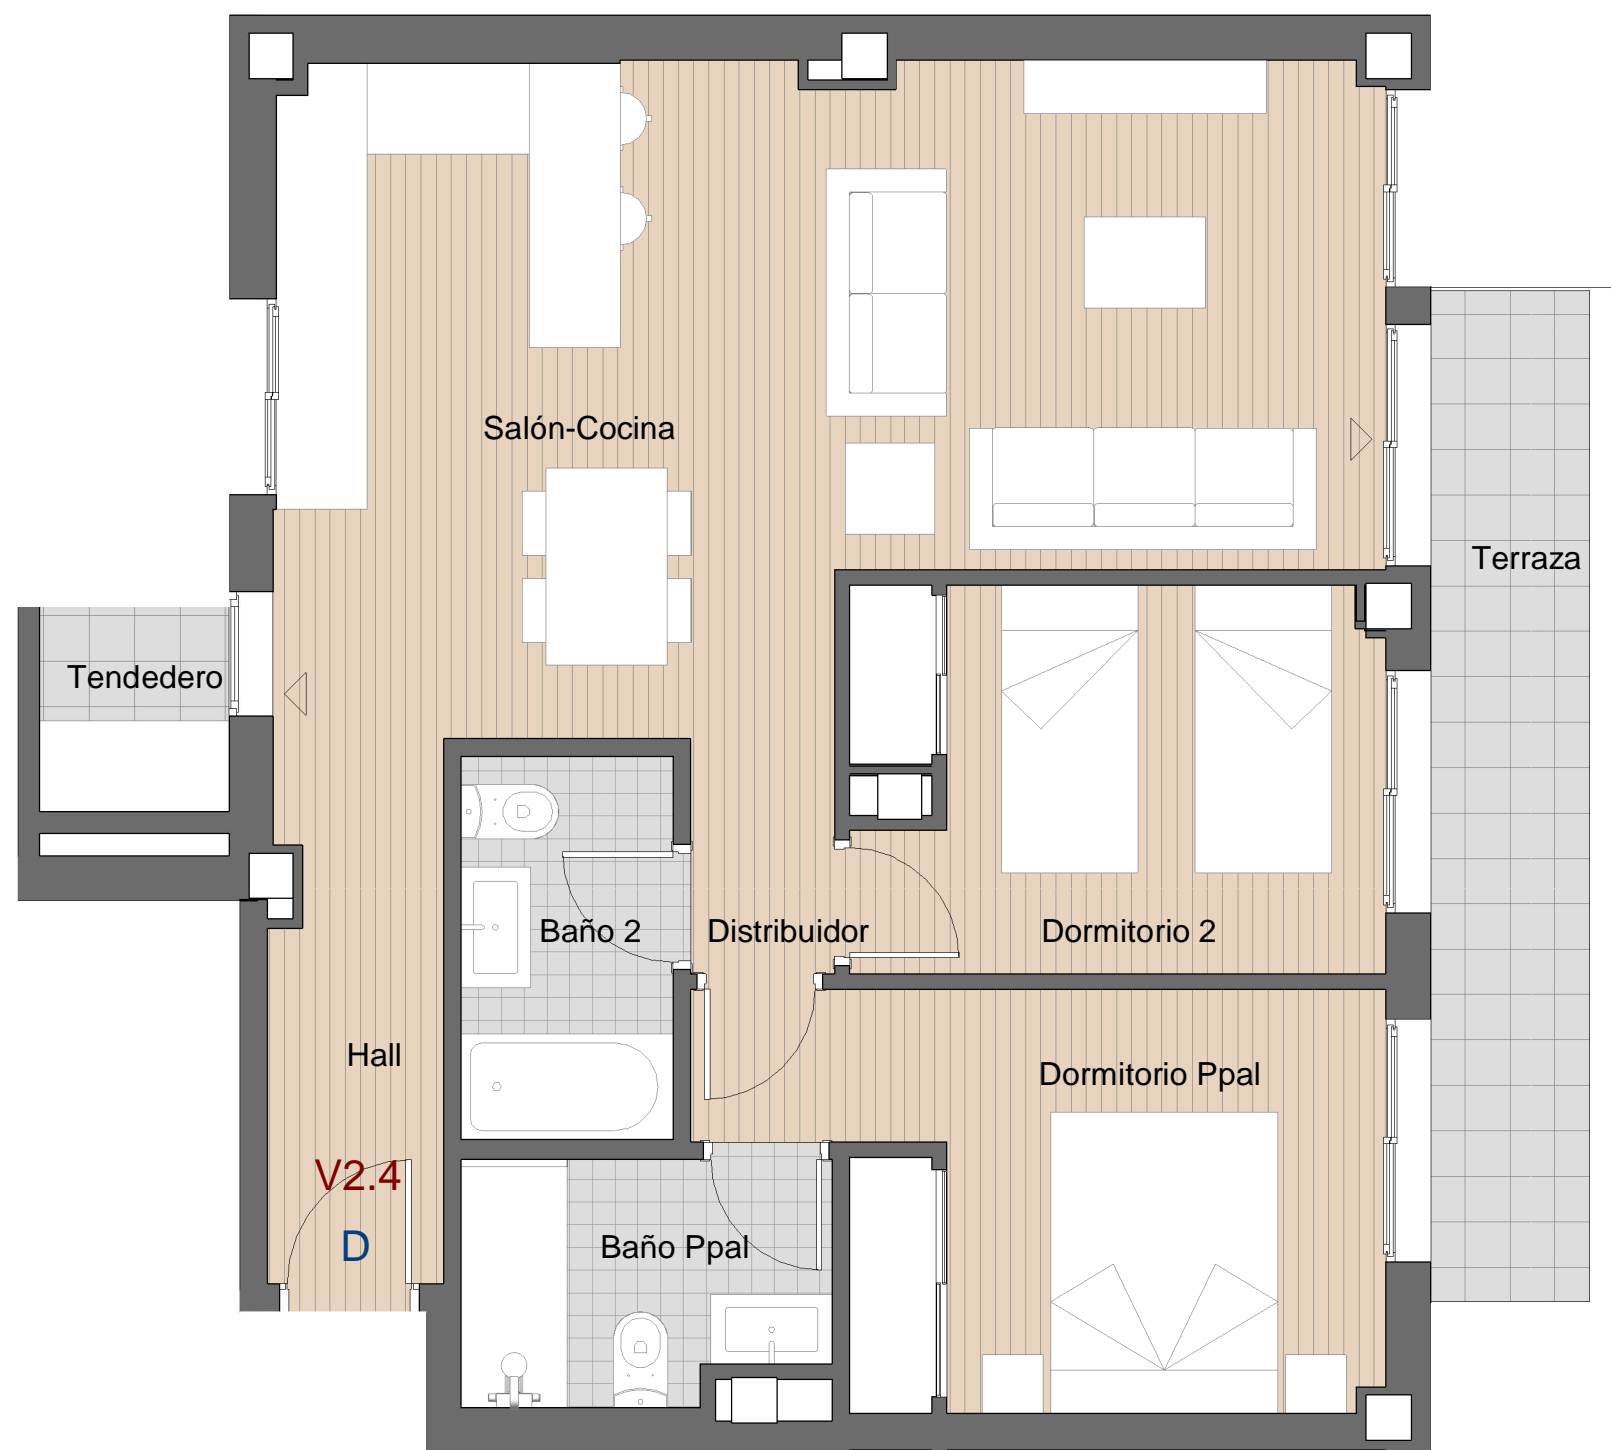 Salón-Cocina
Terraza
Tendedero
Baño 2
Distribuidor
Dormitorio 2
Hall
Dormitorio Ppal
V2.4
D
Baño Ppal